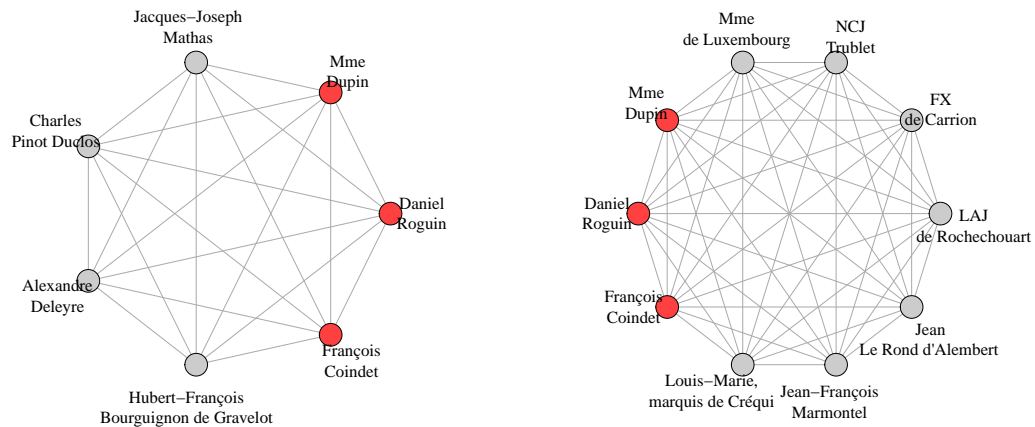 Jacques−Joseph
Mathas
Mme
Dupin
Charles
Pinot Duclos
Daniel
Roguin
Alexandre
Deleyre
François
Coindet
Hubert−François
Bourguignon de Gravelot
Mme
de Luxembourg
NCJ
Trublet
Mme
Dupin
FX
de Carrion
Daniel
Roguin
LAJ
de Rochechouart
François
Coindet
Jean
Le Rond d'Alembert
Louis−Marie,
marquis de Créqui
Jean−François
Marmontel